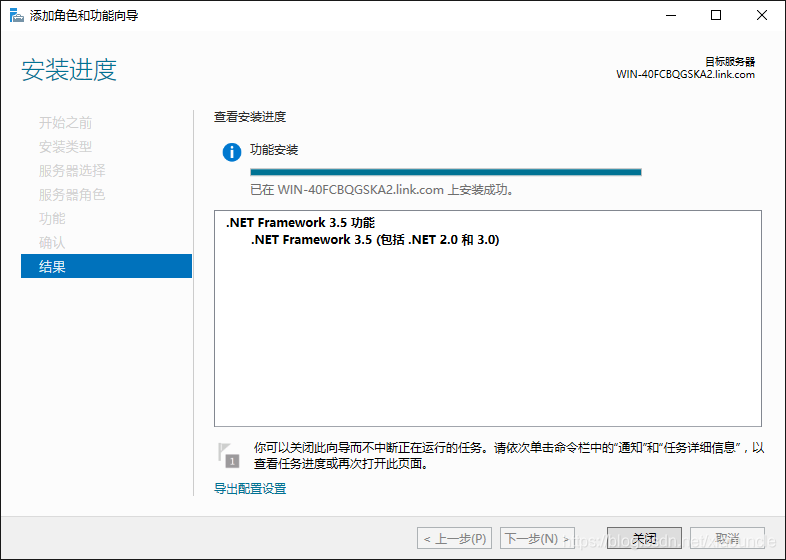 添加角色和功能向导
安装进度
目标服务器
WIN-40FCBQGSKA2.link.com
开始之前
安装类型
服务器选择
服务器角色
功能
确认
结果
查看安装进度
功能安装
已在 WIN-40FCBQGSKA2.link.com 上安装成功。
.NET Framework 3.5 功能
.NET Framework 3.5 (包括 .NET 2.0 和 3.0)
1
你可以关闭此向导而不中断正在运行的任务。请依次单击命令栏中的"通知"和"任务详细信息"，以
查看任务进度或再次打开此页面。
导出配置设置
< 上一步(P)
下一步(N) >
关闭
取消